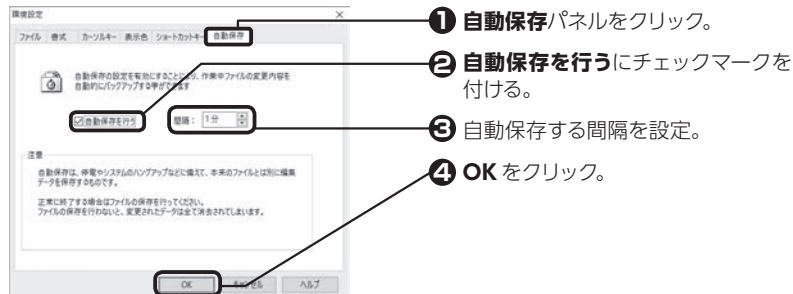 環境設定
ファイル 書式 カーソルキー 表示色 ショートカットキー 自動保存
自動保存の設定を有効にすることにより、作業中ファイルの変更内容を
自動的にバックアップする事ができます
自動保存を行う 間隔： 1分
注意
自動保存は、停電やシステムのハングアップなどに備えて、本来のファイルとは別に編集
データを保存するものです。
正常に終了する場合はファイルの保存を行ってください。
ファイルの保存を行わないと、変更されたデータは全て消去されてしまいます。
OK キャンセル ヘルプ
❶ 自動保存パネルをクリック。
❷ 自動保存を行うにチェックマークを
付ける。
❸ 自動保存する間隔を設定。
❹ OK をクリック。